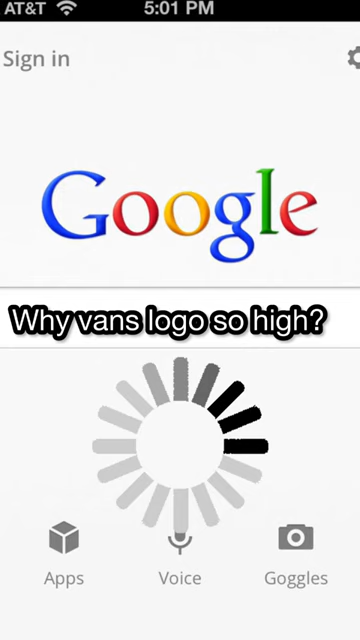 AT&T 5:01 PM
Sign in
Google
Why vans logo so high?
Apps Voice Goggles